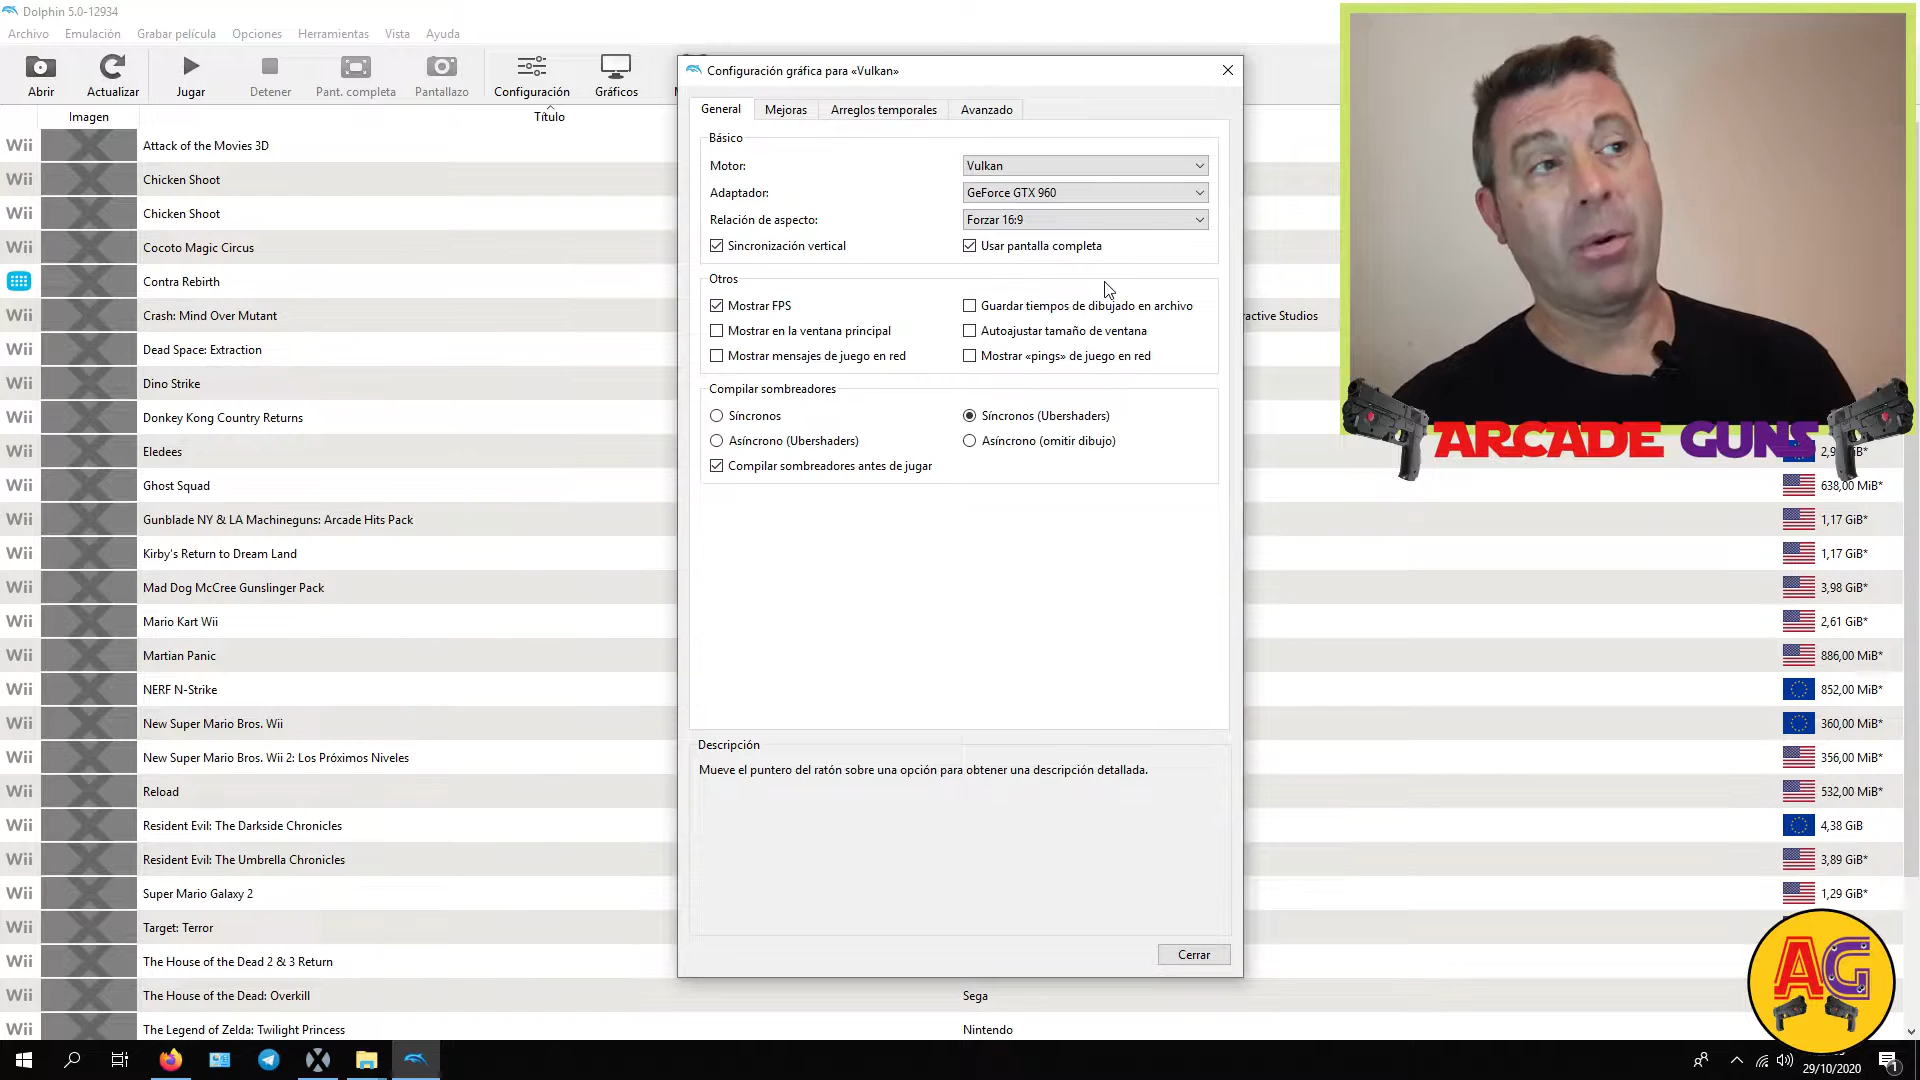 Dolphin 5.0-12934
Archivo Emulación Grabar película Opciones Herramientas Vista Ayuda
Abrir Actualizar Jugar Detener Pant. completa Pantallazo Configuración Gráficos
Imagen Título
Wii Attack of the Movies 3D
Wii Chicken Shoot
Wii Chicken Shoot
Wii Cocoto Magic Circus
Contra Rebirth
Wii Crash: Mind Over Mutant
Wii Dead Space: Extraction
Wii Dino Strike
Wii Donkey Kong Country Returns
Wii Eledees
Wii Ghost Squad
Wii Gunblade NY & LA Machineguns: Arcade Hits Pack
Wii Kirby's Return to Dream Land
Wii Mad Dog McCree Gunslinger Pack
Wii Mario Kart Wii
Wii Martian Panic
Wii NERF N-Strike
Wii New Super Mario Bros. Wii
Wii New Super Mario Bros. Wii 2: Los Próximos Niveles
Wii Reload
Wii Resident Evil: The Darkside Chronicles
Wii Resident Evil: The Umbrella Chronicles
Wii Super Mario Galaxy 2
Wii Target: Terror
Wii The House of the Dead 2 & 3 Return
Wii The House of the Dead: Overkill Sega
Wii The Legend of Zelda: Twilight Princess Nintendo
Configuración gráfica para «Vulkan»
General Mejoras Arreglos temporales Avanzado
Básico
Motor: Vulkan
Adaptador: GeForce GTX 960
Relación de aspecto: Forzar 16:9
Sincronización vertical Usar pantalla completa
Otros
Mostrar FPS Guardar tiempos de dibujado en archivo
Mostrar en la ventana principal Autoajustar tamaño de ventana
Mostrar mensajes de juego en red Mostrar «pings» de juego en red
Compilar sombreadores
Síncronos Síncronos (Ubershaders)
Asíncrono (Ubershaders) Asíncrono (omitir dibujo)
Compilar sombreadores antes de jugar
Descripción
Mueve el puntero del ratón sobre una opción para obtener una descripción detallada.
Cerrar
active Studios
ARCADE GUNS
638,00 MiB*
1,17 GiB*
1,17 GiB*
3,98 GiB*
2,61 GiB*
886,00 MiB*
852,00 MiB*
360,00 MiB*
356,00 MiB*
532,00 MiB*
4,38 GiB
3,89 GiB*
1,29 GiB*
AG
29/10/2020
1